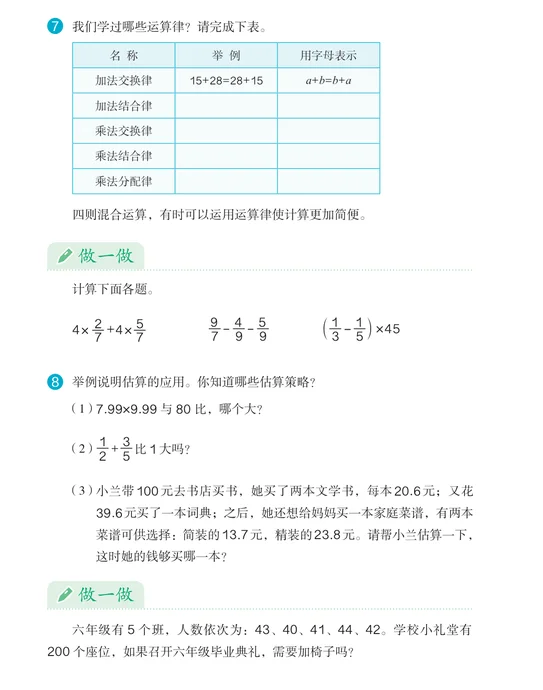 7 我们学过哪些运算律？请完成下表。
名 称 举 例 用字母表示
加法交换律 15+28=28+15 a+b=b+a
加法结合律
乘法交换律
乘法结合律
乘法分配律
四则混合运算，有时可以运用运算律使计算更加简便。
做一做
计算下面各题。
4×2/7+4×5/7 9/7-4/9-5/9 (1/3-1/5)×45
8 举例说明估算的应用。你知道哪些估算策略？
（1）7.99×9.99 与 80 比，哪个大？
（2）1/2+3/5 比 1 大吗？
（3）小兰带 100 元去书店买书，她买了两本文学书，每本 20.6 元；又花
39.6 元买了一本词典；之后，她还想给妈妈买一本家庭菜谱，有两本
菜谱可供选择：简装的 13.7 元，精装的 23.8 元。请帮小兰估算一下，
这时她的钱够买哪一本？
做一做
六年级有 5 个班，人数依次为：43、40、41、44、42。学校小礼堂有
200 个座位，如果召开六年级毕业典礼，需要加椅子吗？